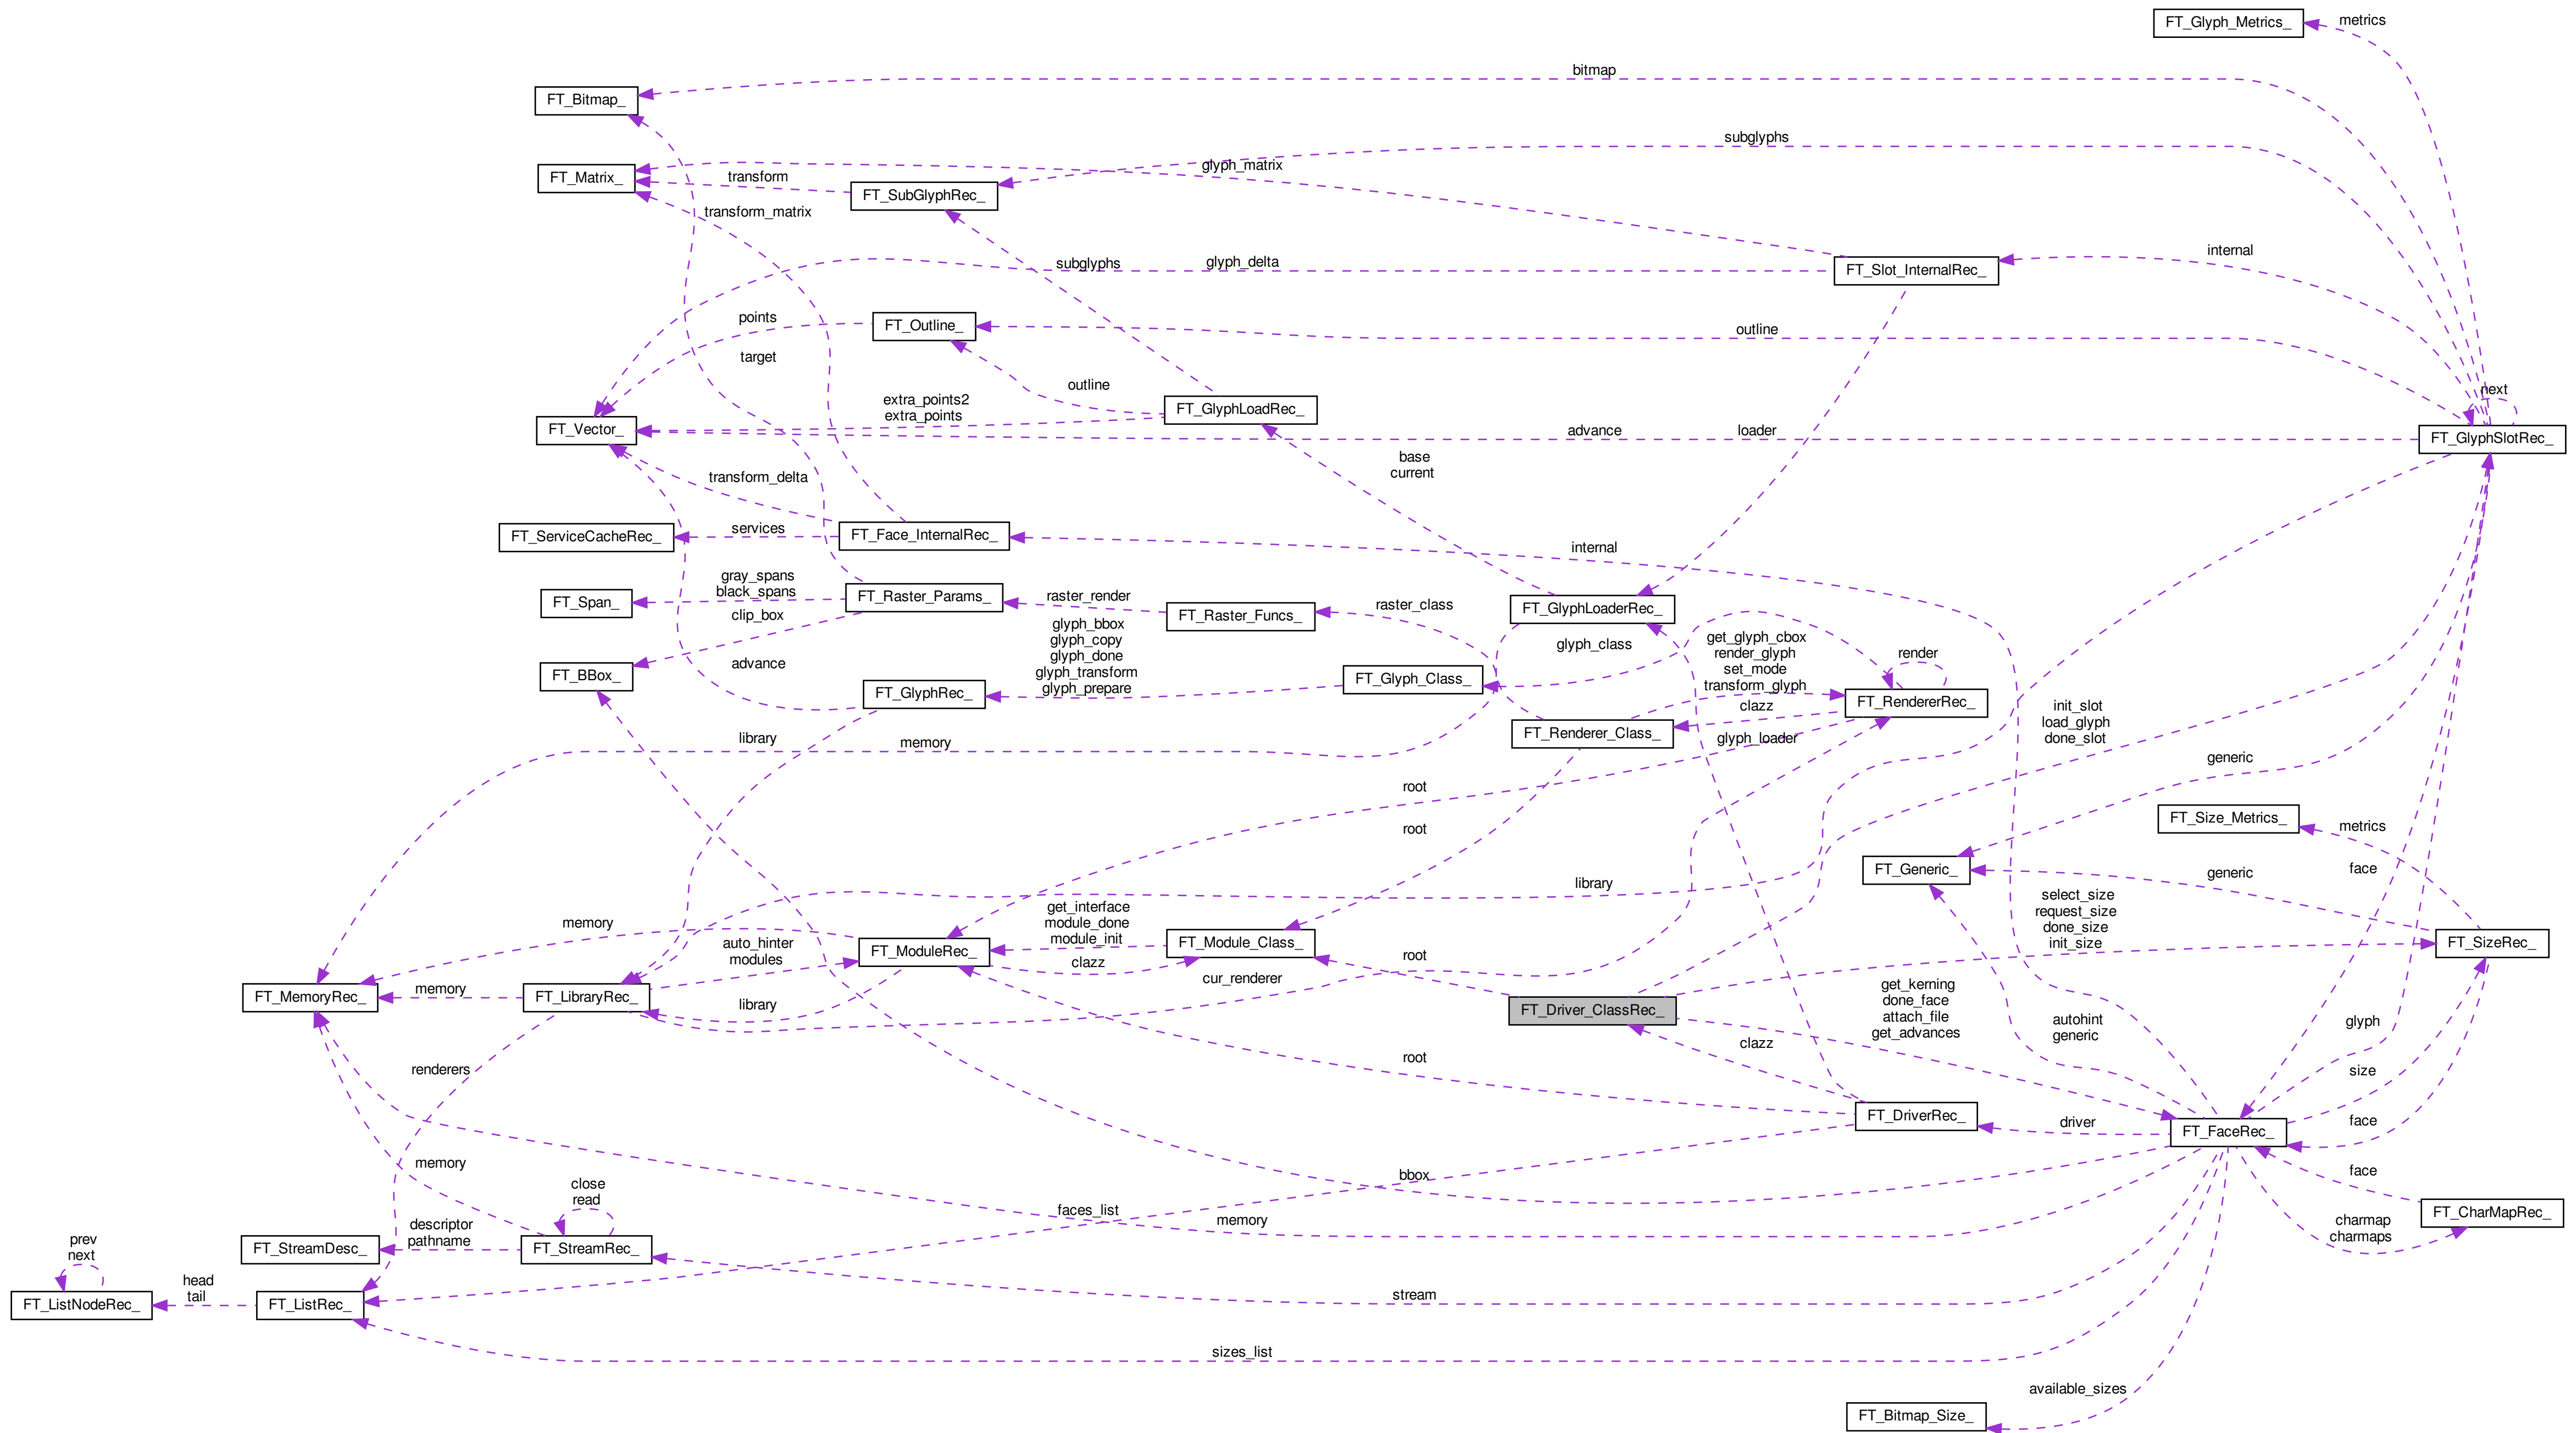 FT_Glyph_Metrics_
metrics
bitmap
FT_Bitmap_
subglyphs
glyph_matrix
FT_Matrix_
transform
FT_SubGlyphRec_
transform_matrix
internal
subglyphs
glyph_delta
FT_Slot_InternalRec_
points
FT_Outline_
outline
target
outline
next
extra_points2
extra_points
FT_GlyphLoadRec_
FT_Vector_
advance
loader
FT_GlyphSlotRec_
base
current
transform_delta
FT_ServiceCacheRec_
services
FT_Face_InternalRec_
internal
gray_spans
black_spans
FT_Span_
FT_Raster_Params_
raster_render
FT_Raster_Funcs_
raster_class
FT_GlyphLoaderRec_
clip_box
glyph_bbox
glyph_copy
glyph_done
glyph_transform
glyph_prepare
glyph_class
get_glyph_cbox
render_glyph
set_mode
transform_glyph
render
FT_BBox_
advance
FT_GlyphRec_
FT_Glyph_Class_
FT_RendererRec_
clazz
init_slot
load_glyph
done_slot
FT_Renderer_Class_
library
memory
glyph_loader
generic
root
FT_Size_Metrics_
metrics
root
FT_Generic_
generic
face
library
select_size
request_size
done_size
init_size
get_interface
module_done
module_init
memory
auto_hinter
modules
FT_ModuleRec_
FT_Module_Class_
FT_SizeRec_
clazz
root
cur_renderer
FT_MemoryRec_
memory
FT_LibraryRec_
library
FT_Driver_ClassRec_
get_kerning
done_face
attach_file
get_advances
autohint
generic
glyph
clazz
root
renderers
size
FT_DriverRec_
driver
FT_FaceRec_
face
memory
bbox
face
close
read
faces_list
memory
FT_CharMapRec_
charmap
charmaps
descriptor
pathname
FT_StreamDesc_
FT_StreamRec_
prev
next
head
tail
FT_ListNodeRec_
FT_ListRec_
stream
sizes_list
available_sizes
FT_Bitmap_Size_